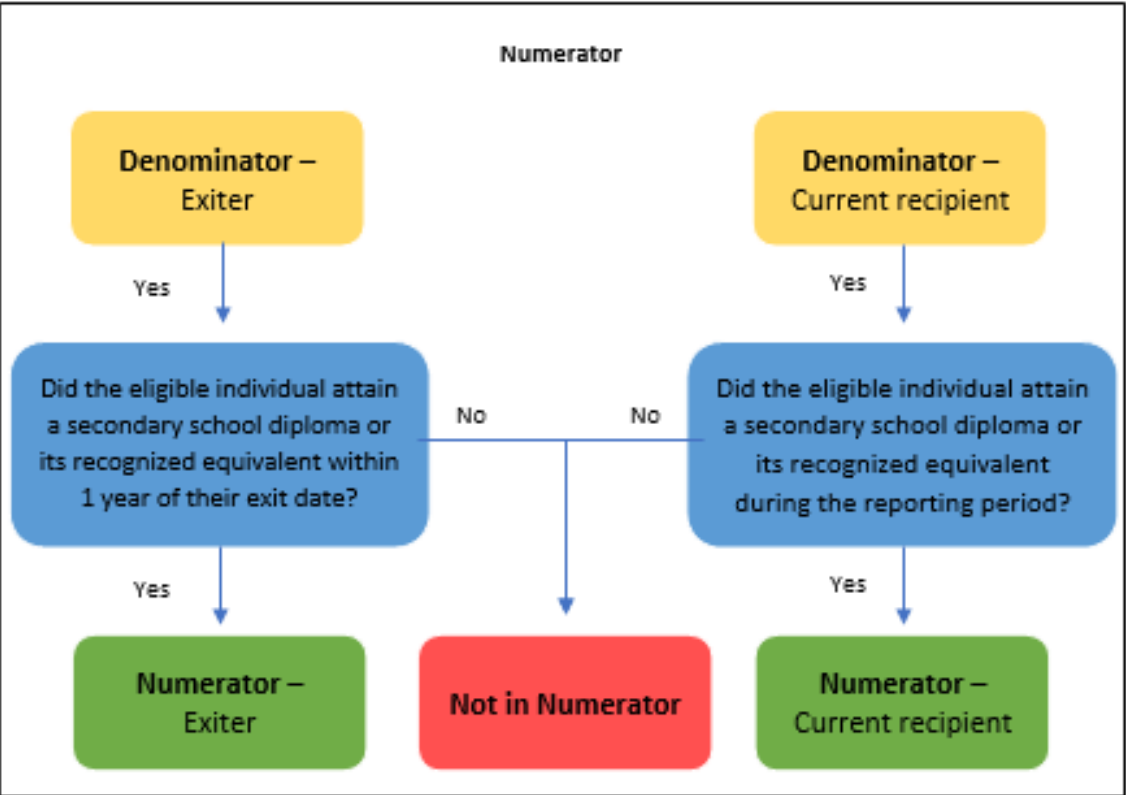 Numerator
Denominator –
Exiter
Denominator –
Current recipient
Yes
Yes
Did the eligible individual attain
a secondary school diploma or
its recognized equivalent within
1 year of their exit date?
No
No
Did the eligible individual attain
a secondary school diploma or
its recognized equivalent
during the reporting period?
Yes
Yes
Numerator –
Exiter
Not in Numerator
Numerator –
Current recipient